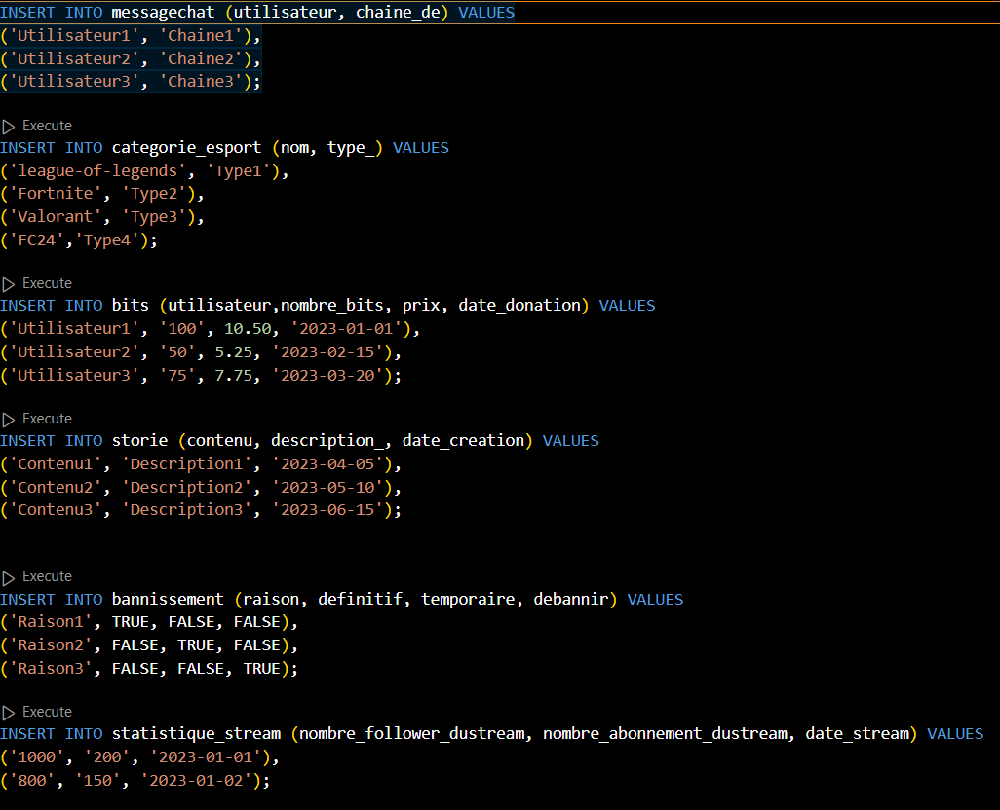 INSERT INTO messagechat (utilisateur, chaine_de) VALUES
('Utilisateur1', 'Chaine1'),
('Utilisateur2', 'Chaine2'),
('Utilisateur3', 'Chaine3');
Execute
INSERT INTO categorie_esport (nom, type_) VALUES
('league-of-legends', 'Type1'),
('Fortnite', 'Type2'),
('Valorant', 'Type3'),
('FC24','Type4');
Execute
INSERT INTO bits (utilisateur,nombre_bits, prix, date_donation) VALUES
('Utilisateur1', '100', 10.50, '2023-01-01'),
('Utilisateur2', '50', 5.25, '2023-02-15'),
('Utilisateur3', '75', 7.75, '2023-03-20');
Execute
INSERT INTO storie (contenu, description_, date_creation) VALUES
('Contenu1', 'Description1', '2023-04-05'),
('Contenu2', 'Description2', '2023-05-10'),
('Contenu3', 'Description3', '2023-06-15');
Execute
INSERT INTO bannissement (raison, definitif, temporaire, debannir) VALUES
('Raison1', TRUE, FALSE, FALSE),
('Raison2', FALSE, TRUE, FALSE),
('Raison3', FALSE, FALSE, TRUE);
Execute
INSERT INTO statistique_stream (nombre_follower_dustream, nombre_abonnement_dustream, date_stream) VALUES
('1000', '200', '2023-01-01'),
('800', '150', '2023-01-02');